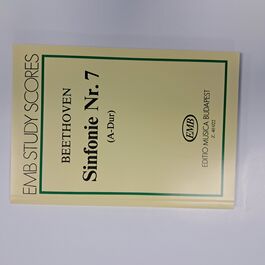 EMB STUDY SCORES
BEETHOVEN
Sinfonie Nr. 7
(A-Dur)
EMB
EDITIO MUSICA BUDAPEST